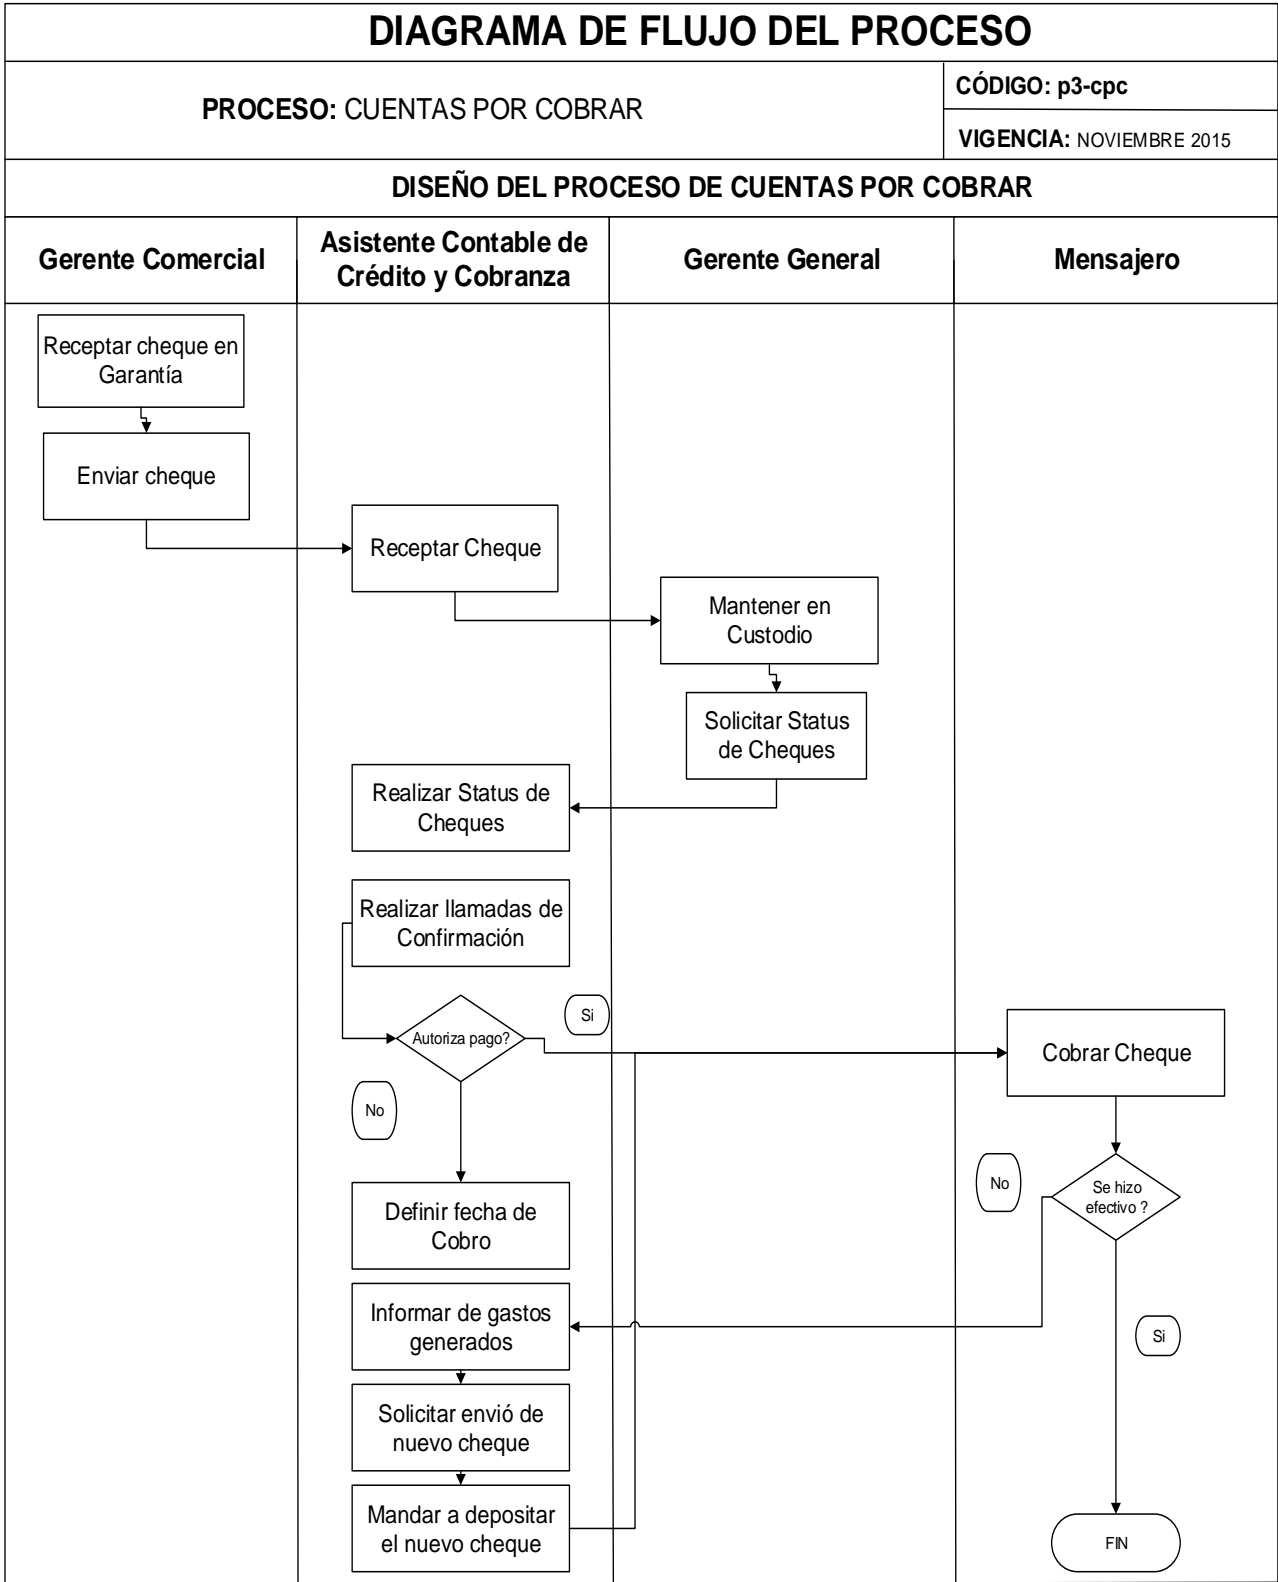 DIAGRAMA DE FLUJO DEL PROCESO
PROCESO: CUENTAS POR COBRAR
CÓDIGO: p3-cpc
VIGENCIA: NOVIEMBRE 2015
DISEÑO DEL PROCESO DE CUENTAS POR COBRAR
Gerente Comercial
Asistente Contable de
Crédito y Cobranza
Gerente General
Mensajero
Receptar cheque en
Garantía
Enviar cheque
Receptar Cheque
Mantener en
Custodio
Solicitar Status
de Cheques
Realizar Status de
Cheques
Realizar llamadas de
Confirmación
Autoriza pago?
Si
No
Cobrar Cheque
Se hizo
efectivo ?
No
Si
Definir fecha de
Cobro
Informar de gastos
generados
Solicitar envió de
nuevo cheque
Mandar a depositar
el nuevo cheque
FIN